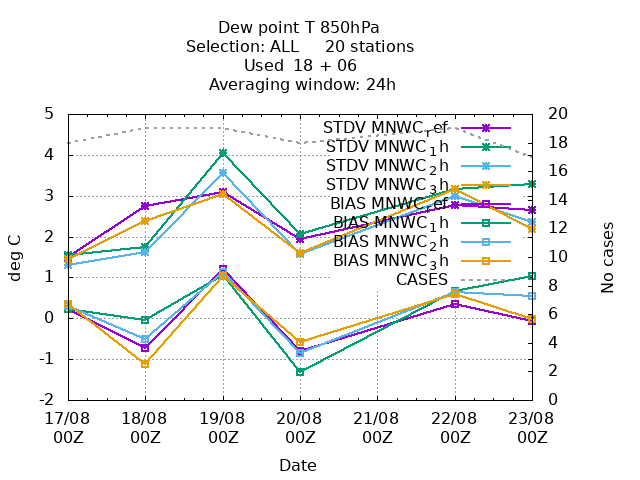 Dew point T 850hPa
Selection: ALL 20 stations
Used 18 + 06
Averaging window: 24h
deg C
No cases
5
4
3
2
1
0
-1
-2
20
18
16
14
12
10
8
6
4
2
0
STDV MNWC_ref
STDV MNWC_1h
STDV MNWC_2h
STDV MNWC_3h
BIAS MNWC_ref
BIAS MNWC_1h
BIAS MNWC_2h
BIAS MNWC_3h
CASES
17/08 18/08 19/08 20/08 21/08 22/08 23/08
00Z 00Z 00Z 00Z 00Z 00Z 00Z
Date